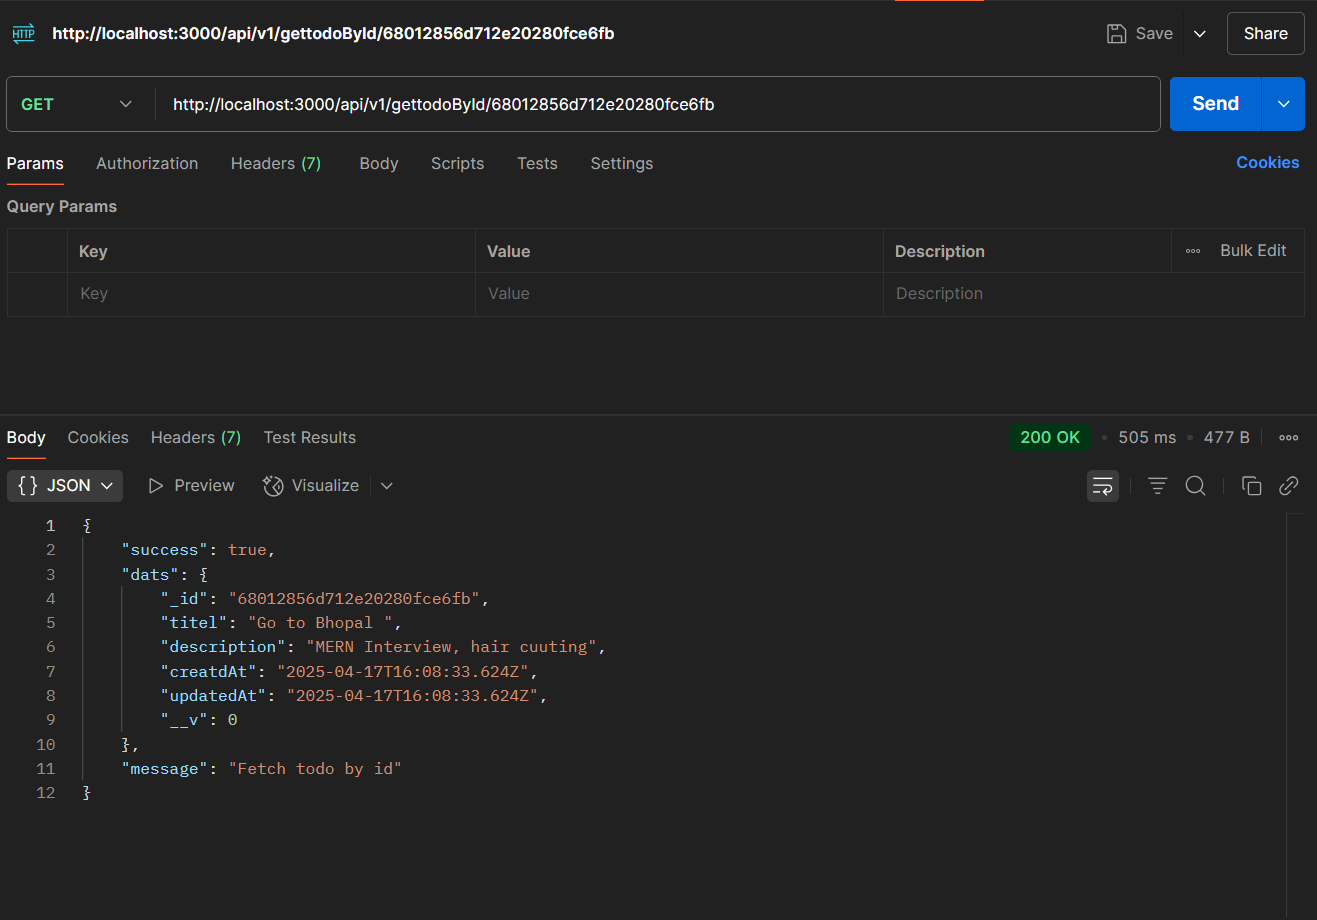 HTTP http://localhost:3000/api/v1/gettodoById/68012856d712e20280fce6fb Save Share
GET http://localhost:3000/api/v1/gettodoById/68012856d712e20280fce6fb Send
Params Authorization Headers (7) Body Scripts Tests Settings Cookies
Query Params
Key Value Description Bulk Edit
Key Value Description
Body Cookies Headers (7) Test Results 200 OK • 505 ms • 477 B
{} JSON Preview Visualize
1 {
2 "success": true,
3 "dats": {
4 "_id": "68012856d712e20280fce6fb",
5 "titel": "Go to Bhopal ",
6 "description": "MERN Interview, hair cuuting",
7 "creatdAt": "2025-04-17T16:08:33.624Z",
8 "updatedAt": "2025-04-17T16:08:33.624Z",
9 "__v": 0
10 },
11 "message": "Fetch todo by id"
12 }